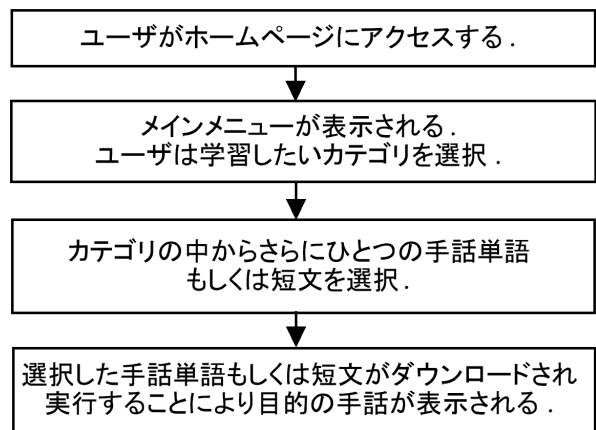 ユーザがホームページにアクセスする.
メインメニューが表示される.
ユーザは学習したいカテゴリを選択.
カテゴリの中からさらにひとつの手話単語
もしくは短文を選択.
選択した手話単語もしくは短文がダウンロードされ
実行することにより目的の手話が表示される.